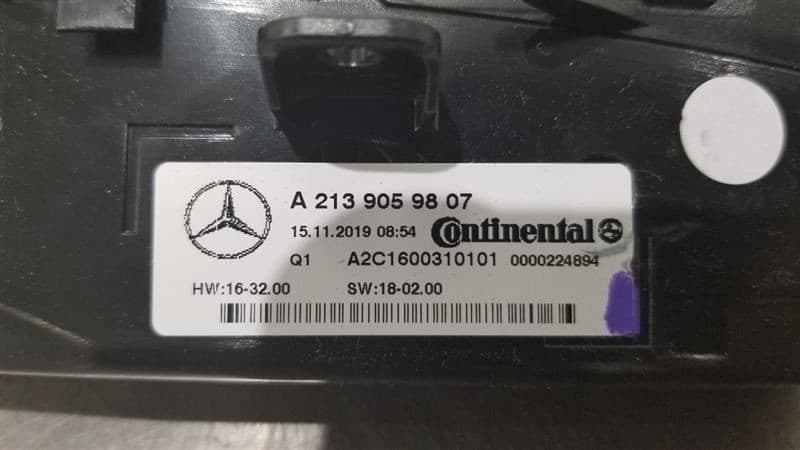 A 213 905 98 07
15.11.2019 08:54 Continental
Q1 A2C1600310101 0000224894
HW:16-32.00 SW:18-02.00